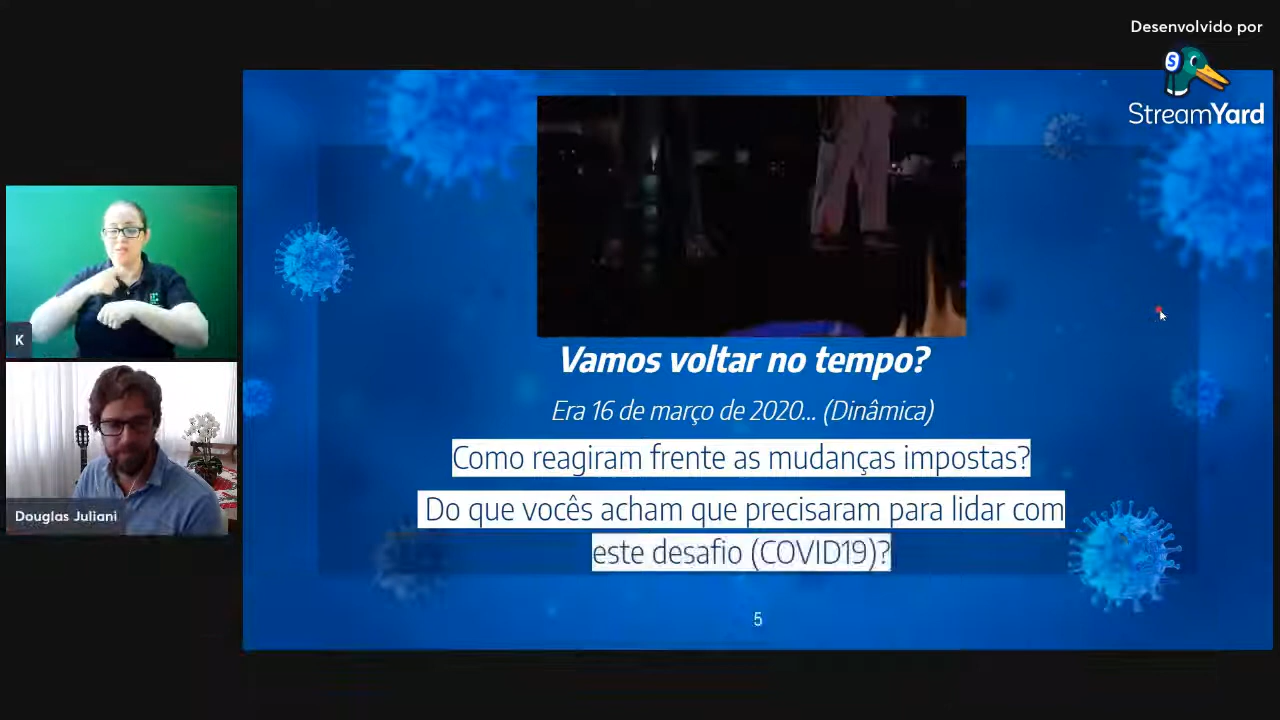 Desenvolvido por
S
StreamYard
K
Douglas Juliani
Vamos voltar no tempo?
Era 16 de março de 2020... (Dinâmica)
Como reagiram frente as mudanças impostas?
Do que vocês acham que precisaram para lidar com
este desafio (COVID19)?
5